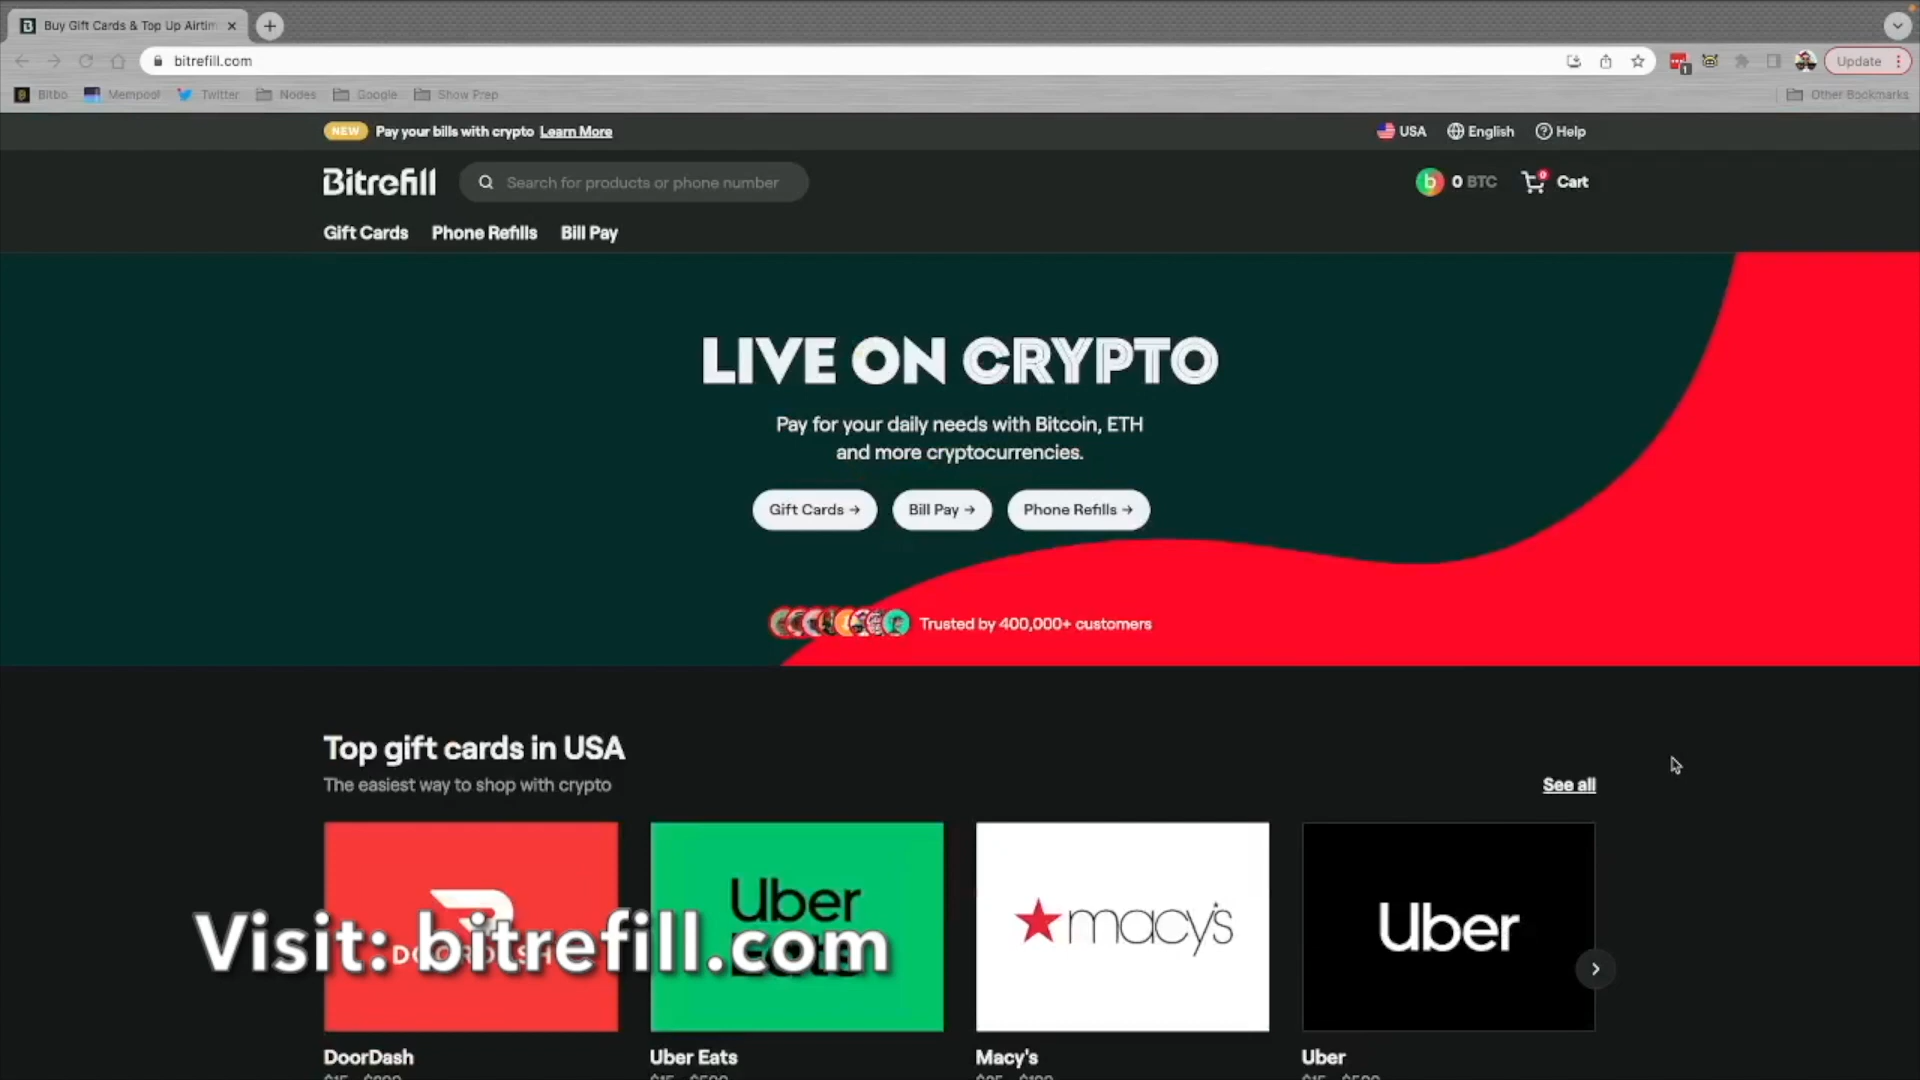 Buy Gift Cards & Top Up Airtim
bitrefill.com
Update
Bitbo
Mempool
Twitter
Nodes
Google
Show Prep
Other Bookmarks
NEW Pay your bills with crypto Learn More
USA
English
Help
Bitrefill
Search for products or phone number
0 BTC
0
Cart
Gift Cards
Phone Refills
Bill Pay
LIVE ON CRYPTO
Pay for your daily needs with Bitcoin, ETH
and more cryptocurrencies.
Gift Cards →
Bill Pay →
Phone Refills →
Trusted by 400,000+ customers
Top gift cards in USA
The easiest way to shop with crypto
See all
Uber
Eats
macy's
Uber
Visit: bitrefill.com
DoorDash
Uber Eats
Macy's
Uber